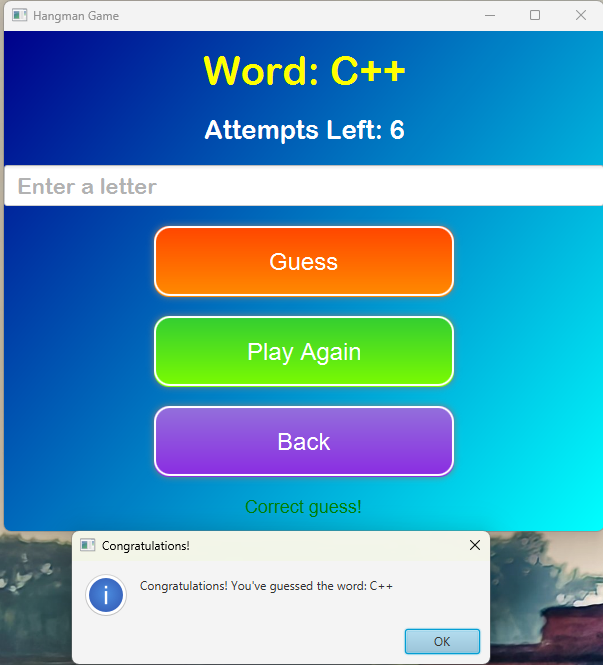 Hangman Game
Word: C++
Attempts Left: 6
Enter a letter
Guess
Play Again
Back
Correct guess!
Congratulations!
Congratulations! You've guessed the word: C++
OK